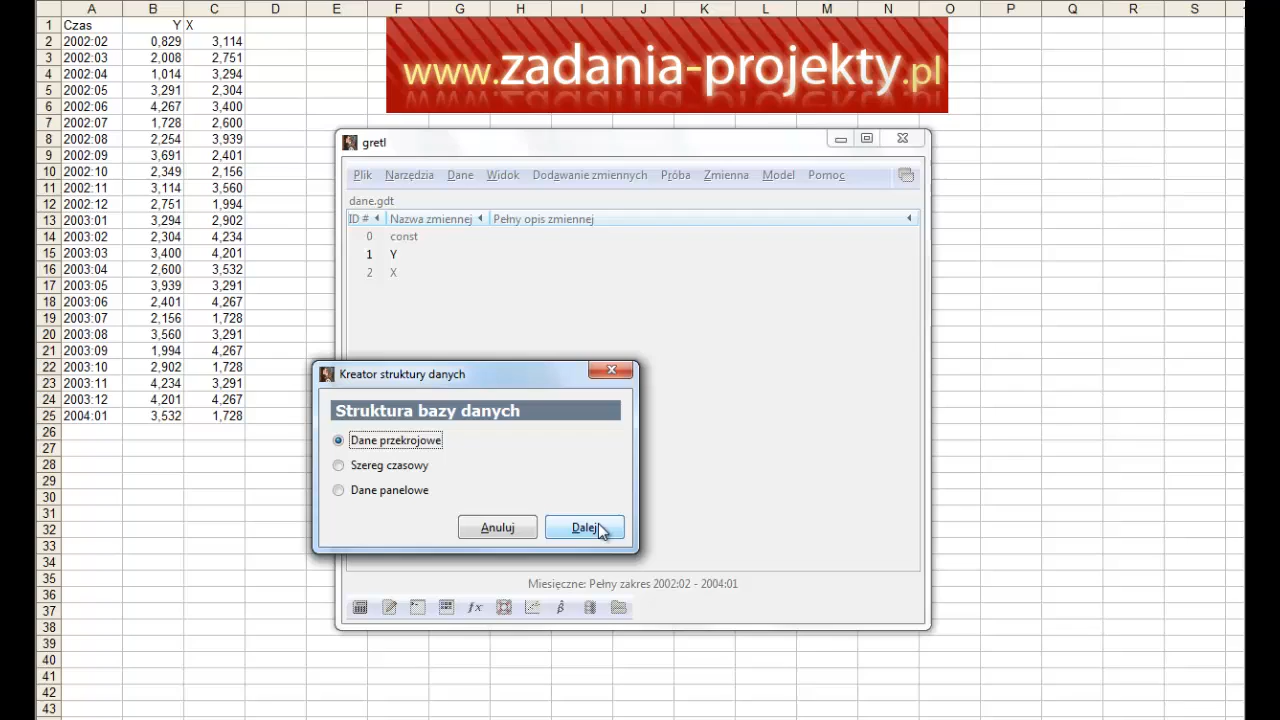 A B C D E F G H I J K L M N O P Q R S
1 Czas Y X
2 2002:02 0,829 3,114
3 2002:03 2,008 2,751
4 2002:04 1,014 3,294
5 2002:05 3,291 2,304
6 2002:06 4,267 3,400
7 2002:07 1,728 2,600
8 2002:08 2,254 3,939
9 2002:09 3,691 2,401
10 2002:10 2,349 2,156
11 2002:11 3,114 3,560
12 2002:12 2,751 1,994
13 2003:01 3,294 2,902
14 2003:02 2,304 4,234
15 2003:03 3,400 4,201
16 2003:04 2,600 3,532
17 2003:05 3,939 3,291
18 2003:06 2,401 4,267
19 2003:07 2,156 1,728
20 2003:08 3,560 3,291
21 2003:09 1,994 4,267
22 2003:10 2,902 1,728
23 2003:11 4,234 3,291
24 2003:12 4,201 4,267
25 2004:01 3,532 1,728
26
27
28
29
30
31
32
33
34
35
36
37
38
39
40
41
42
43
www.zadania-projekty.pl
gretl
Plik Narzędzia Dane Widok Dodawanie zmiennych Próba Zmienna Model Pomoc
dane.gdt
ID # Nazwa zmiennej Pełny opis zmiennej
0 const
1 Y
2 X
Kreator struktury danych
Struktura bazy danych
Dane przekrojowe
Szereg czasowy
Dane panelowe
Anuluj Dalej
Miesięczne: Pełny zakres 2002:02 - 2004:01
ƒx β